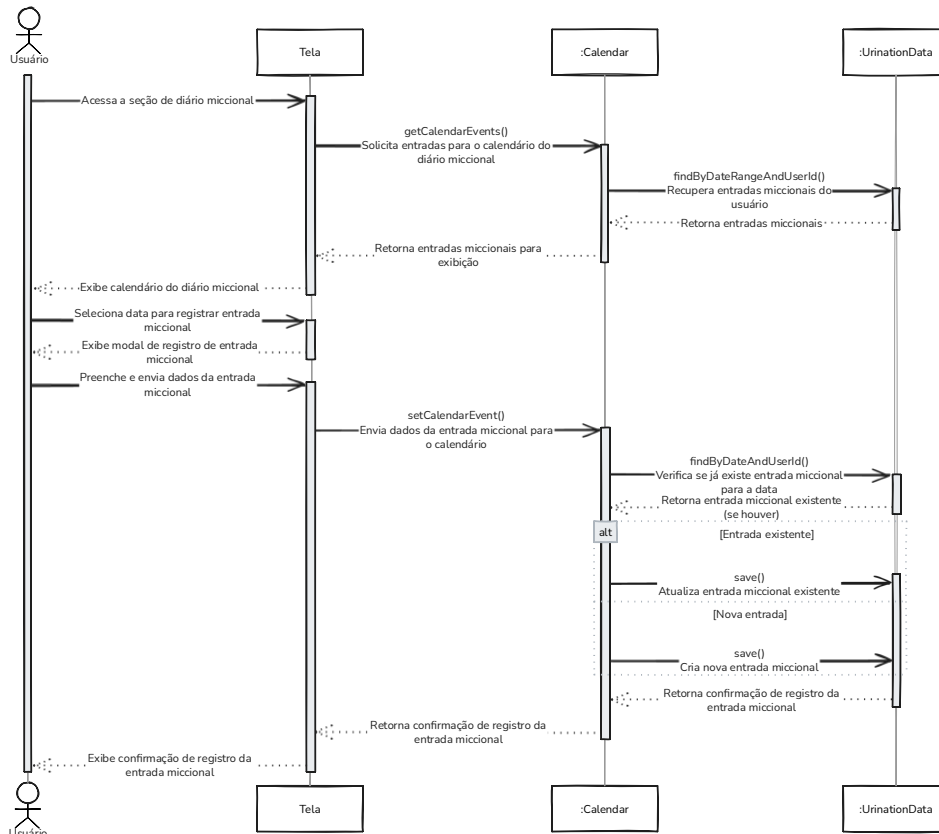 Usuário
Tela
:Calendar
:UrinationData
Acessa a seção de diário miccional
getCalendarEvents()
Solicita entradas para o calendário do
diário miccional
findByDateRangeAndUserId()
Recupera entradas miccionais do
usuário
Retorna entradas miccionais
Retorna entradas miccionais para
exibição
Exibe calendário do diário miccional
Seleciona data para registrar entrada
miccional
Exibe modal de registro de entrada
miccional
Preenche e envia dados da entrada
miccional
setCalendarEvent()
Envia dados da entrada miccional para
o calendário
findByDateAndUserId()
Verifica se já existe entrada miccional
para a data
Retorna entrada miccional existente
(se houver)
alt
[Entrada existente]
save()
Atualiza entrada miccional existente
[Nova entrada]
save()
Cria nova entrada miccional
Retorna confirmação de registro da
entrada miccional
Retorna confirmação de registro da
entrada miccional
Exibe confirmação de registro da
entrada miccional
Tela
:Calendar
:UrinationData
Usuário